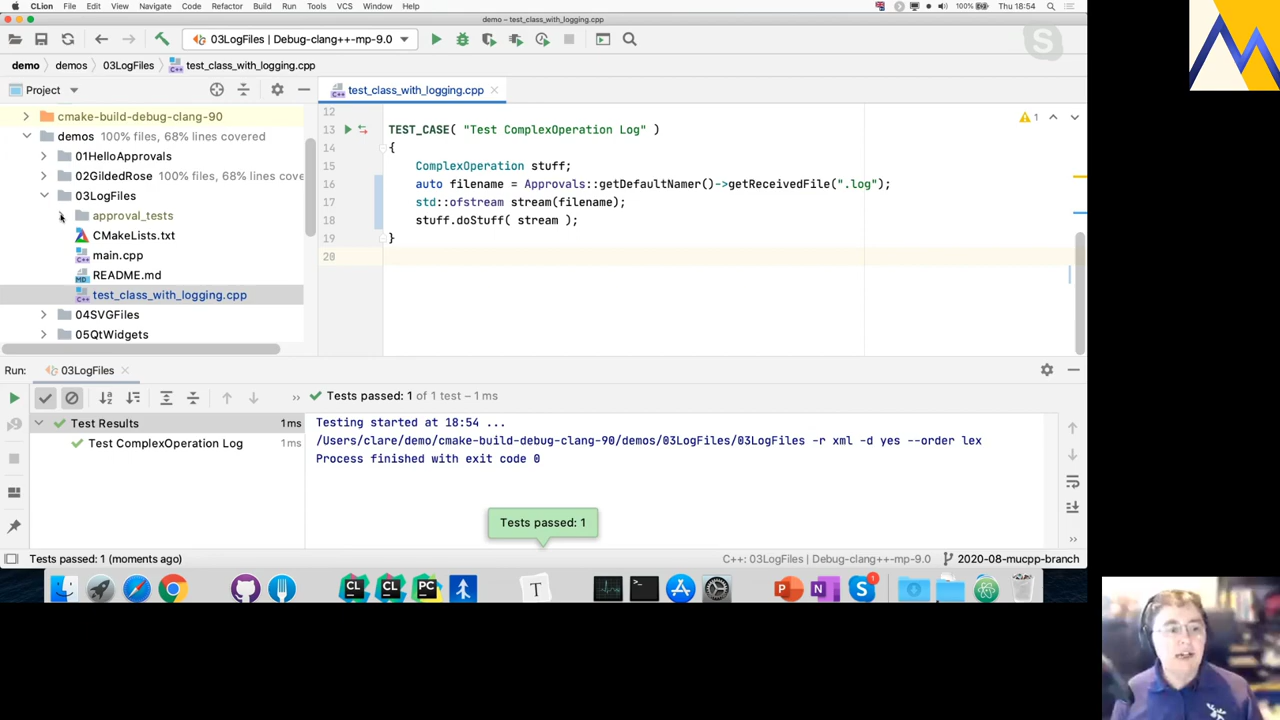 CLion File Edit View Navigate Code Refactor Build Run Tools VCS Window Help 100% Thu 18:54
demo – test_class_with_logging.cpp
03LogFiles | Debug-clang++-mp-9.0
demo demos 03LogFiles test_class_with_logging.cpp
Project
test_class_with_logging.cpp
cmake-build-debug-clang-90
demos 100% files, 68% lines covered
01HelloApprovals
02GildedRose 100% files, 68% lines cove
03LogFiles
approval_tests
CMakeLists.txt
main.cpp
README.md
test_class_with_logging.cpp
04SVGFiles
05QtWidgets
12
13 TEST_CASE( "Test ComplexOperation Log" )
14 {
15 ComplexOperation stuff;
16 auto filename = Approvals::getDefaultNamer()->getReceivedFile(".log");
17 std::ofstream stream(filename);
18 stuff.doStuff( stream );
19 }
20
1
Run: 03LogFiles
Tests passed: 1 of 1 test – 1 ms
Test Results 1ms
Test ComplexOperation Log 1ms
Testing started at 18:54 ...
/Users/clare/demo/cmake-build-debug-clang-90/demos/03LogFiles/03LogFiles -r xml -d yes --order lex
Process finished with exit code 0
Tests passed: 1
Tests passed: 1 (moments ago)
C++: 03LogFiles | Debug-clang++-mp-9.0 2020-08-mucpp-branch
CL CL PC T P N S 1